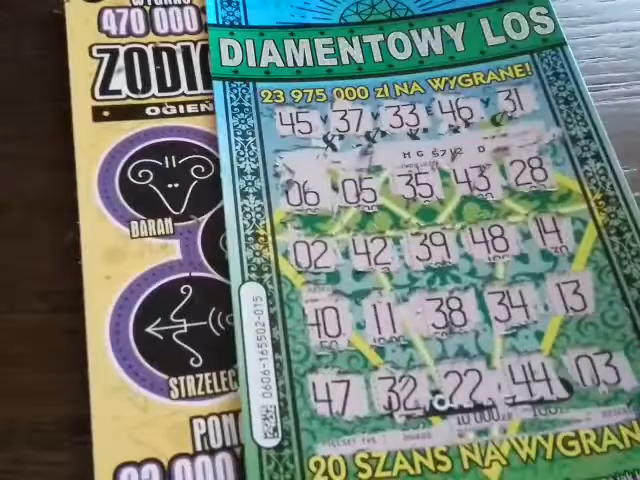 470 000
ZODI
OGIEŃ
BARAN
STRZELEC
DIAMENTOWY LOS
23 975 000 zł NA WYGRANE!
45 37 33 46 31
06 05 35 43 28
02 42 39 48 14
40 11 38 34 13
47 32 22 44 03
0606-165502-015
20 SZANS NA WYGRAN